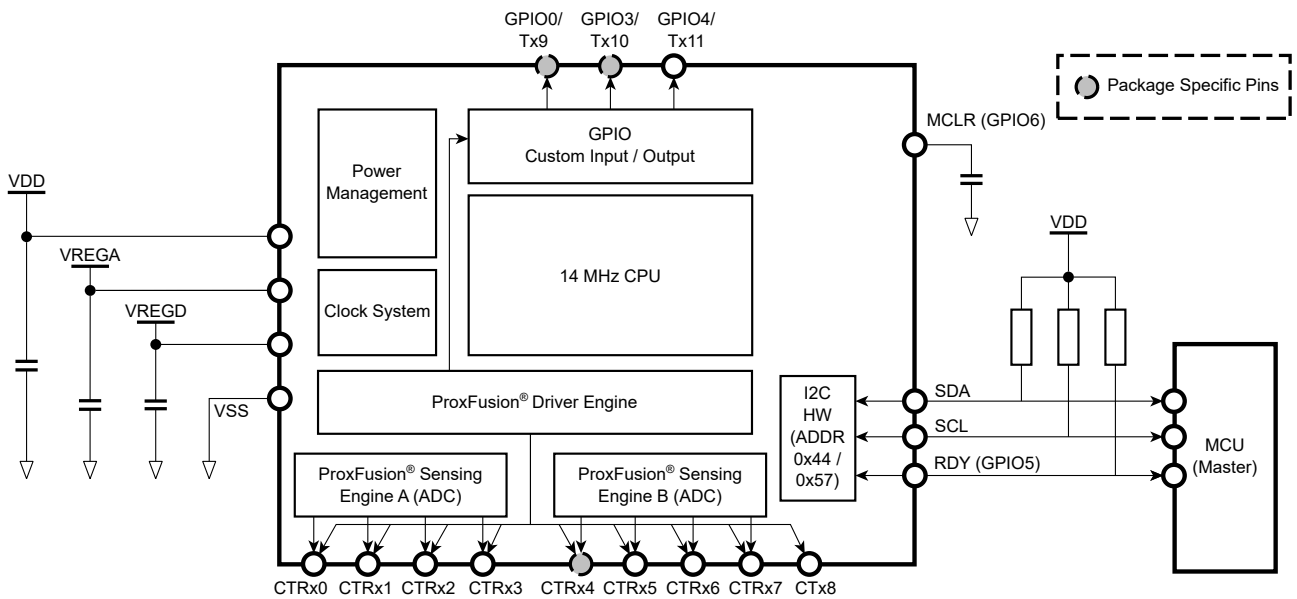 GPIO0/ GPIO3/ GPIO4/
Tx9 Tx10 Tx11
Package Specific Pins
MCLR (GPIO6)
GPIO
Custom Input / Output
Power
Management
VDD
VREGA
VREGD
VSS
Clock System
14 MHz CPU
VDD
ProxFusion® Driver Engine
I2C
HW
(ADDR
0x44 /
0x57)
SDA
SCL
RDY (GPIO5)
MCU
(Master)
ProxFusion® Sensing
Engine A (ADC)
ProxFusion® Sensing
Engine B (ADC)
CTRx0 CTRx1 CTRx2 CTRx3 CTRx4 CTRx5 CTRx6 CTRx7 CTx8